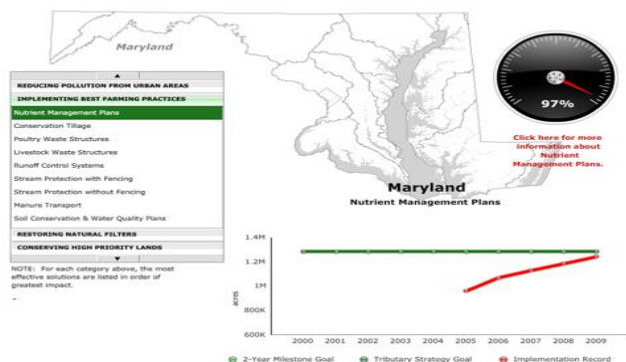 Maryland
REDUCING POLLUTION FROM URBAN AREAS
IMPLEMENTING BEST FARMING PRACTICES
Nutrient Management Plans
Conservation Tillage
Poultry Waste Structures
Livestock Waste Structures
Runoff Control Systems
Stream Protection with Fencing
Stream Protection without Fencing
Manure Transport
Soil Conservation & Water Quality Plans
RESTORING NATURAL FILTERS
CONSERVING HIGH PRIORITY LANDS
NOTE: For each category above, the most
effective solutions are listed in order of
greatest impact.
97%
Click here for more
information about
Nutrient
Management Plans.
Maryland
Nutrient Management Plans
1.4M
1.2M
1M
800K
600K
acres
2000 2001 2002 2003 2004 2005 2006 2007 2008 2009
2-Year Milestone Goal Tributary Strategy Goal Implementation Record